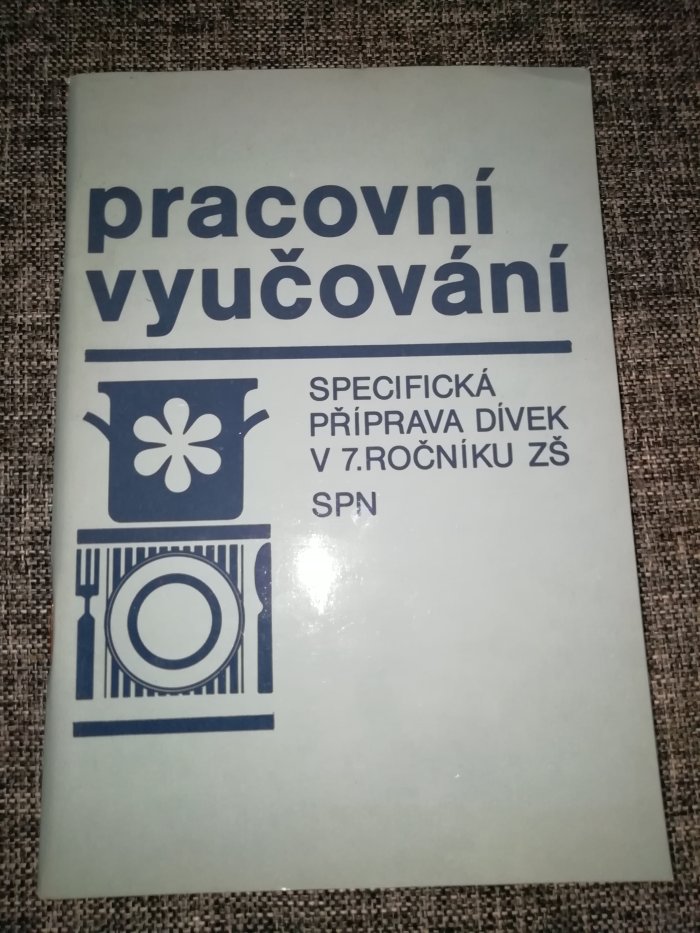 pracovní
vyučování
SPECIFICKÁ
PŘÍPRAVA DÍVEK
V 7.ROČNÍKU ZŠ
SPN